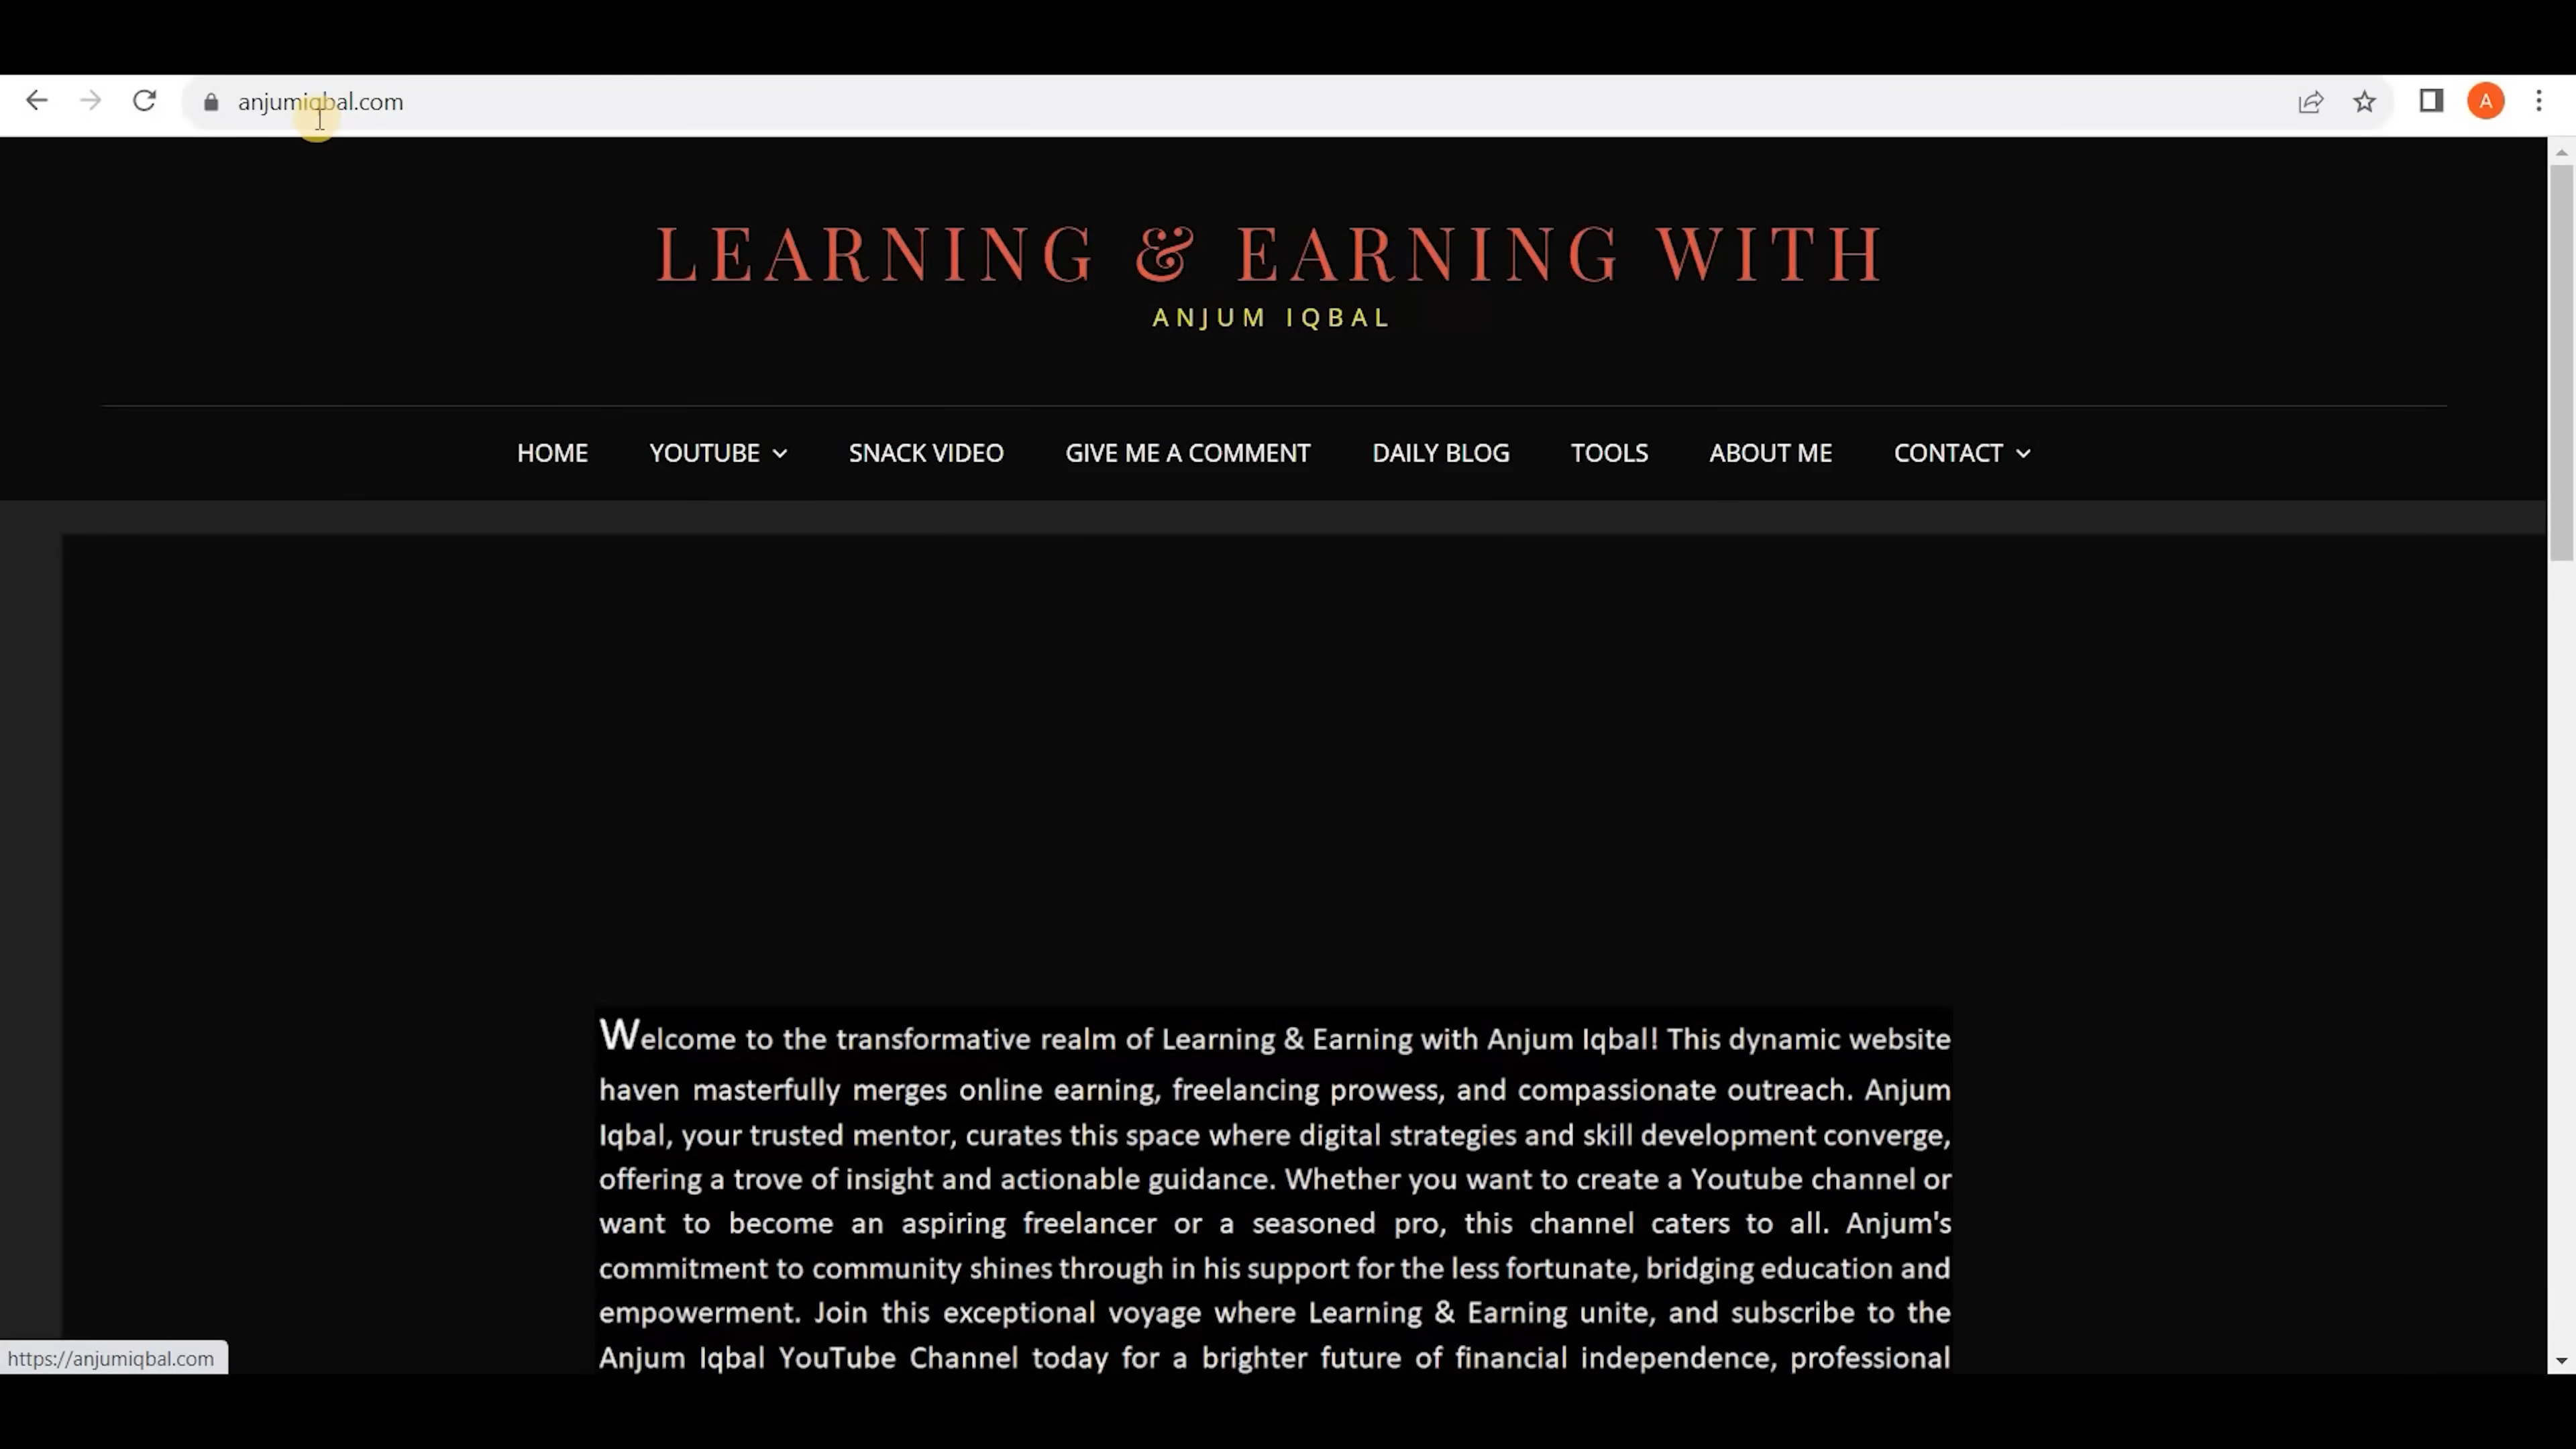 anjumiqbal.com
A
LEARNING & EARNING WITH
ANJUM IQBAL
HOME YOUTUBE SNACK VIDEO GIVE ME A COMMENT DAILY BLOG TOOLS ABOUT ME CONTACT
Welcome to the transformative realm of Learning & Earning with Anjum Iqbal! This dynamic website
haven masterfully merges online earning, freelancing prowess, and compassionate outreach. Anjum
Iqbal, your trusted mentor, curates this space where digital strategies and skill development converge,
offering a trove of insight and actionable guidance. Whether you want to create a Youtube channel or
want to become an aspiring freelancer or a seasoned pro, this channel caters to all. Anjum's
commitment to community shines through in his support for the less fortunate, bridging education and
empowerment. Join this exceptional voyage where Learning & Earning unite, and subscribe to the
Anjum Iqbal YouTube Channel today for a brighter future of financial independence, professional
https://anjumiqbal.com